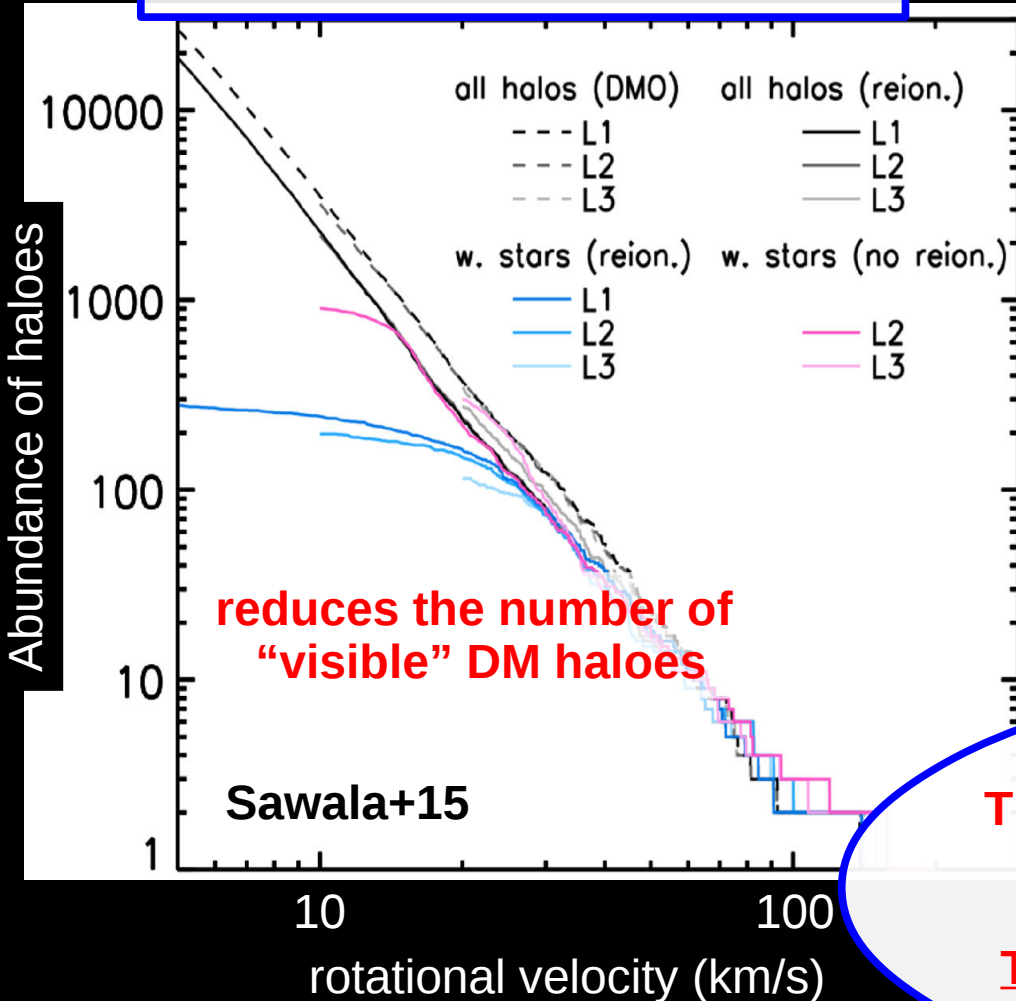 all halos (DMO) all halos (reion.)
L1 L1
L2 L2
L3 L3
w. stars (reion.) w. stars (no reion.)
L1
L2 L2
L3 L3
10000
1000
100
10
1
Abundance of haloes
reduces the number of
“visible” DM haloes
Sawala+15
T
T
10 100
rotational velocity (km/s)